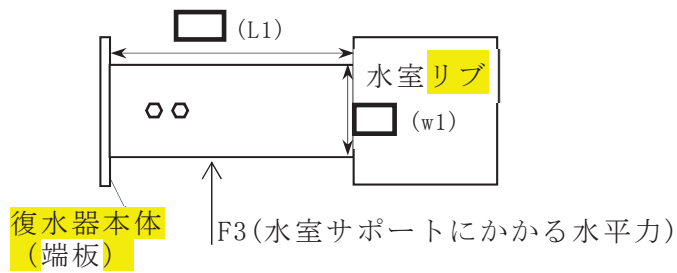 (L1)
水室リブ
(w1)
復水器本体
(端板)
F3(水室サポートにかかる水平力)